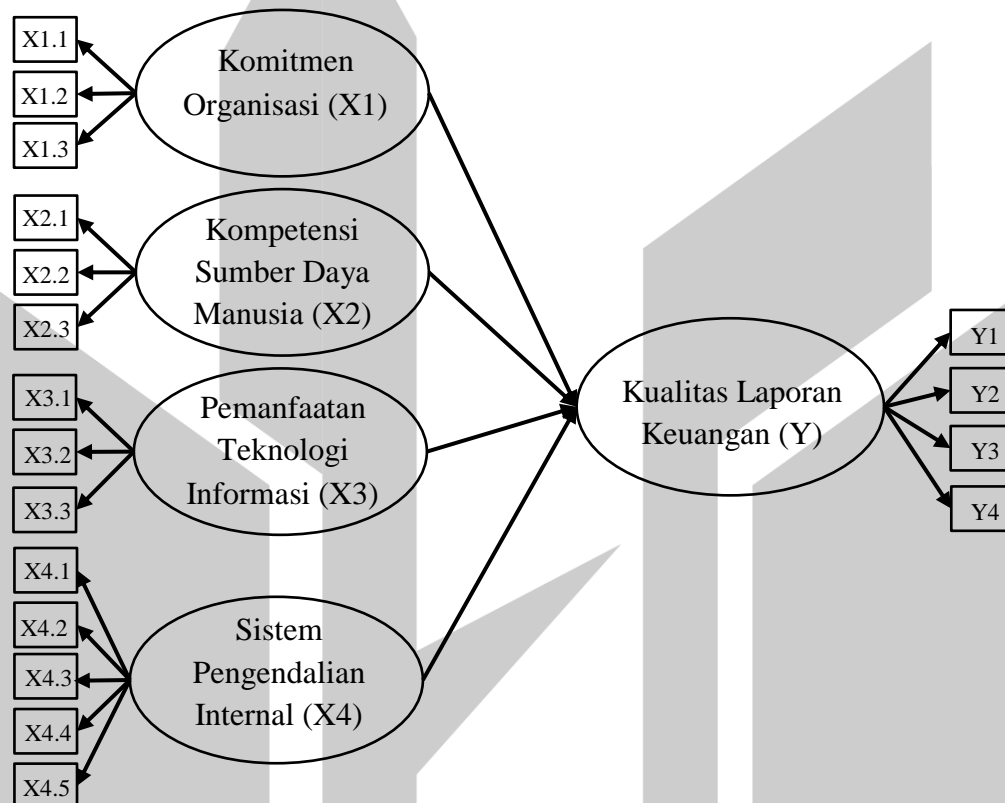 X1.1
X1.2
X1.3
Komitmen
Organisasi (X1)
X2.1
X2.2
X2.3
Kompetensi
Sumber Daya
Manusia (X2)
X3.1
X3.2
X3.3
Pemanfaatan
Teknologi
Informasi (X3)
X4.1
X4.2
X4.3
X4.4
X4.5
Sistem
Pengendalian
Internal (X4)
Kualitas Laporan
Keuangan (Y)
Y1
Y2
Y3
Y4